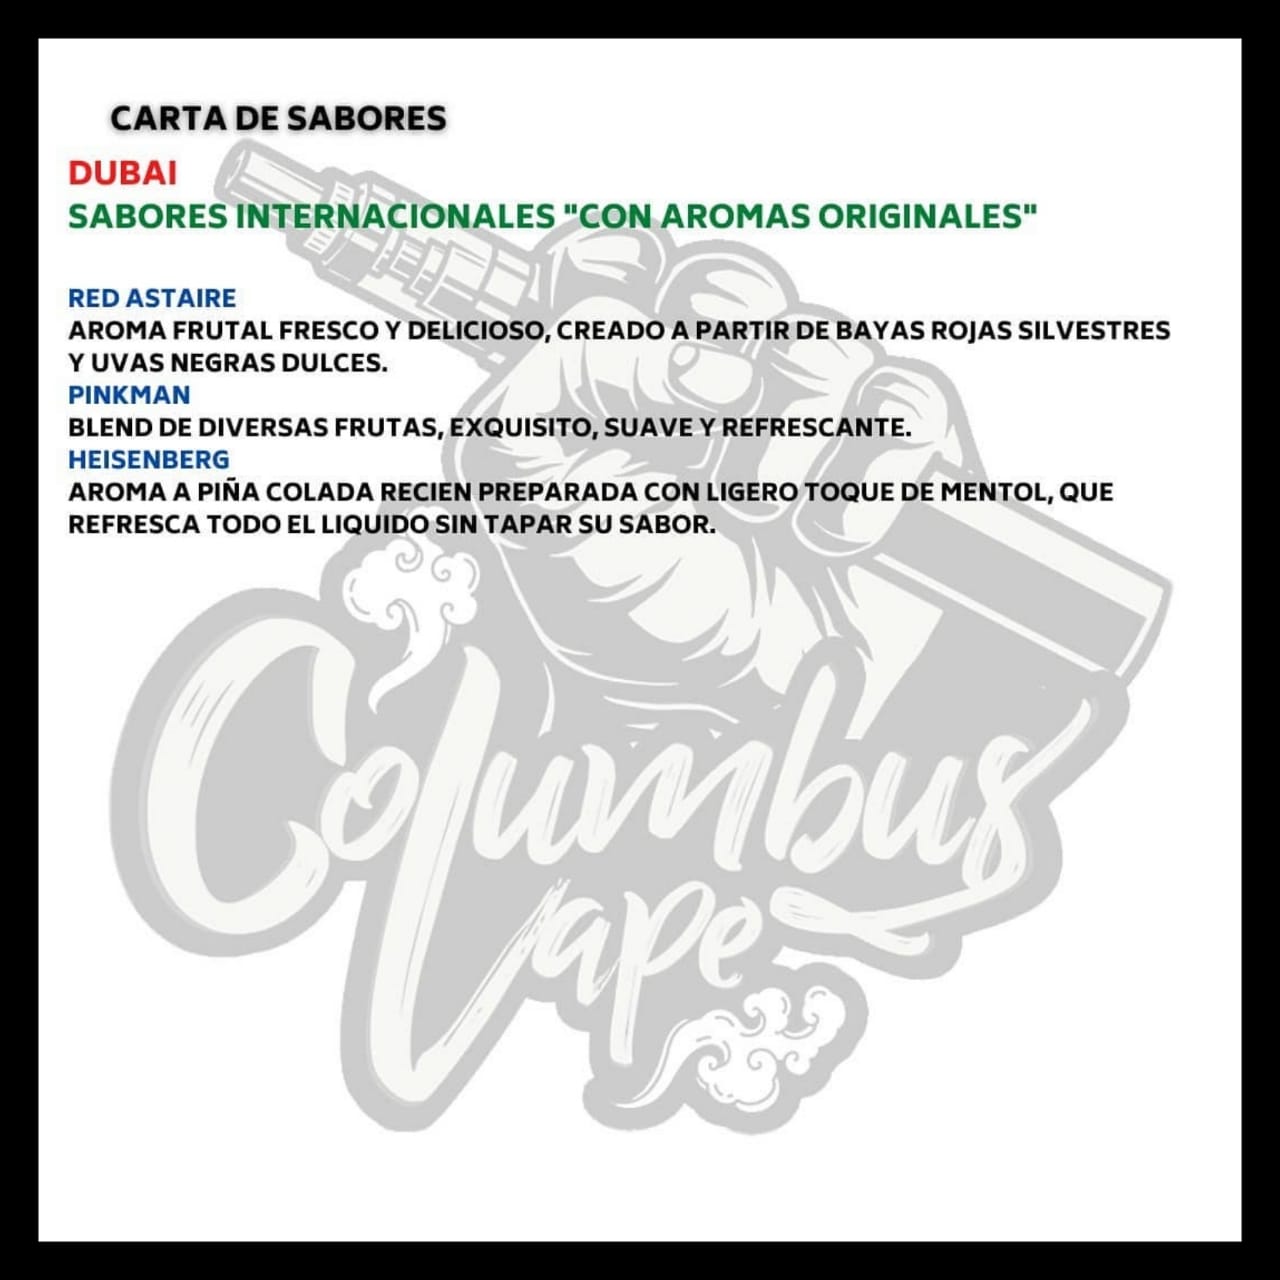 CARTA DE SABORES
DUBAI
SABORES INTERNACIONALES "CON AROMAS ORIGINALES"
RED ASTAIRE
AROMA FRUTAL FRESCO Y DELICIOSO, CREADO A PARTIR DE BAYAS ROJAS SILVESTRES
Y UVAS NEGRAS DULCES.
PINKMAN
BLEND DE DIVERSAS FRUTAS, EXQUISITO, SUAVE Y REFRESCANTE.
HEISENBERG
AROMA A PIÑA COLADA RECIEN PREPARADA CON LIGERO TOQUE DE MENTOL, QUE
REFRESCA TODO EL LIQUIDO SIN TAPAR SU SABOR.
Columbus
Vape